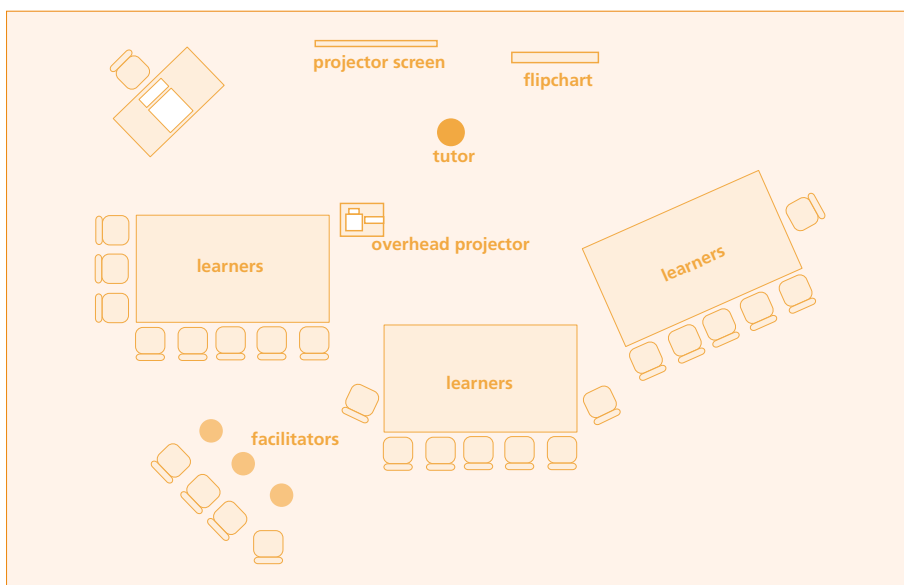 projector screen
flipchart
tutor
overhead projector
learners
learners
learners
facilitators